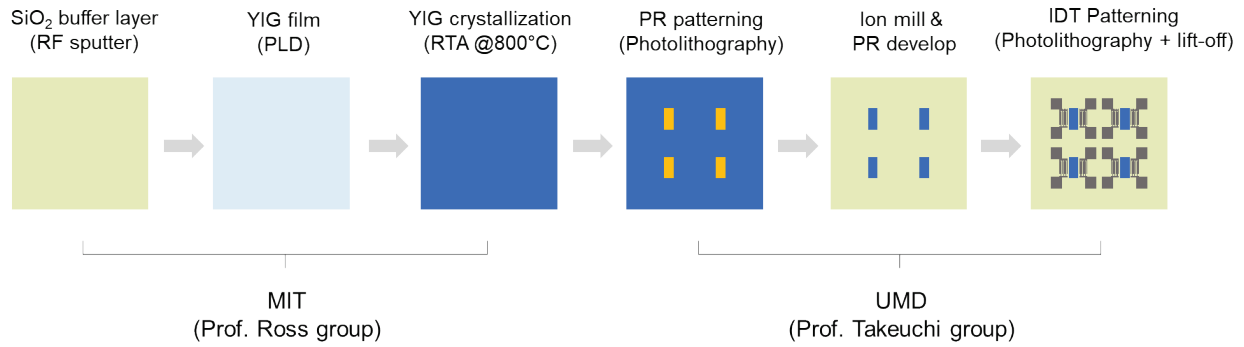 SiO₂ buffer layer
(RF sputter)
YIG film
(PLD)
YIG crystallization
(RTA @800°C)
PR patterning
(Photolithography)
Ion mill &
PR develop
IDT Patterning
(Photolithography + lift-off)
MIT
(Prof. Ross group)
UMD
(Prof. Takeuchi group)